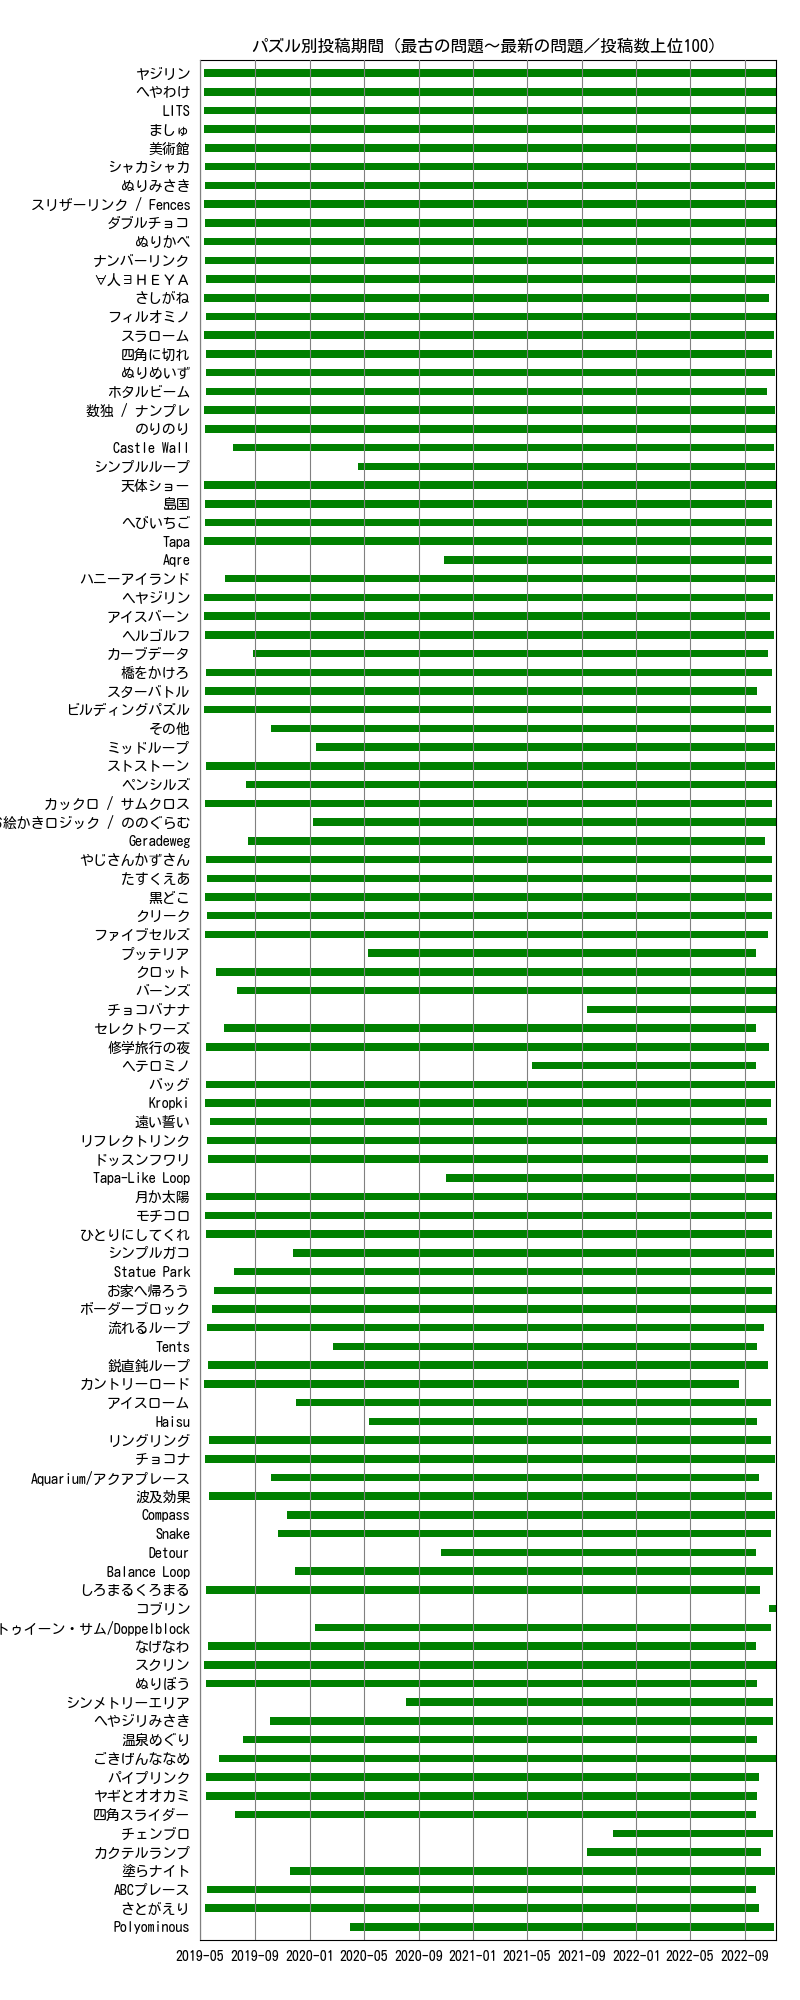 パズル別投稿期間（最古の問題～最新の問題／投稿数上位100）
ヤジリン
へやわけ
LITS
ましゅ
美術館
シャカシャカ
ぬりみさき
スリザーリンク / Fences
ダブルチョコ
ぬりかべ
ナンバーリンク
∀人∃ＨＥＹＡ
さしがね
フィルオミノ
スラローム
四角に切れ
ぬりめいず
ホタルビーム
数独 / ナンプレ
のりのり
Castle Wall
シンプルループ
天体ショー
島国
へびいちご
Tapa
Aqre
ハニーアイランド
ヘヤジリン
アイスバーン
ヘルゴルフ
カーブデータ
橋をかけろ
スターバトル
ビルディングパズル
その他
ミッドループ
ストストーン
ペンシルズ
カックロ / サムクロス
絵かきロジック / ののぐらむ
Geradeweg
やじさんかずさん
たすくえあ
黒どこ
クリーク
ファイブセルズ
プッテリア
クロット
バーンズ
チョコバナナ
セレクトワーズ
修学旅行の夜
ヘテロミノ
バッグ
Kropki
遠い誓い
リフレクトリンク
ドッスンフワリ
Tapa-Like Loop
月か太陽
モチコロ
ひとりにしてくれ
シンプルガコ
Statue Park
お家へ帰ろう
ボーダーブロック
流れるループ
Tents
鋭直鈍ループ
カントリーロード
アイスローム
Haisu
リングリング
チョコナ
Aquarium/アクアプレース
波及効果
Compass
Snake
Detour
Balance Loop
しろまるくろまる
コブリン
トゥイーン・サム/Doppelblock
なげなわ
スクリン
ぬりぼう
シンメトリーエリア
へやジリみさき
温泉めぐり
ごきげんななめ
パイプリンク
ヤギとオオカミ
四角スライダー
チェンブロ
カクテルランプ
塗らナイト
ABCプレース
さとがえり
Polyominous
2019-05 2019-09 2020-01 2020-05 2020-09 2021-01 2021-05 2021-09 2022-01 2022-05 2022-09